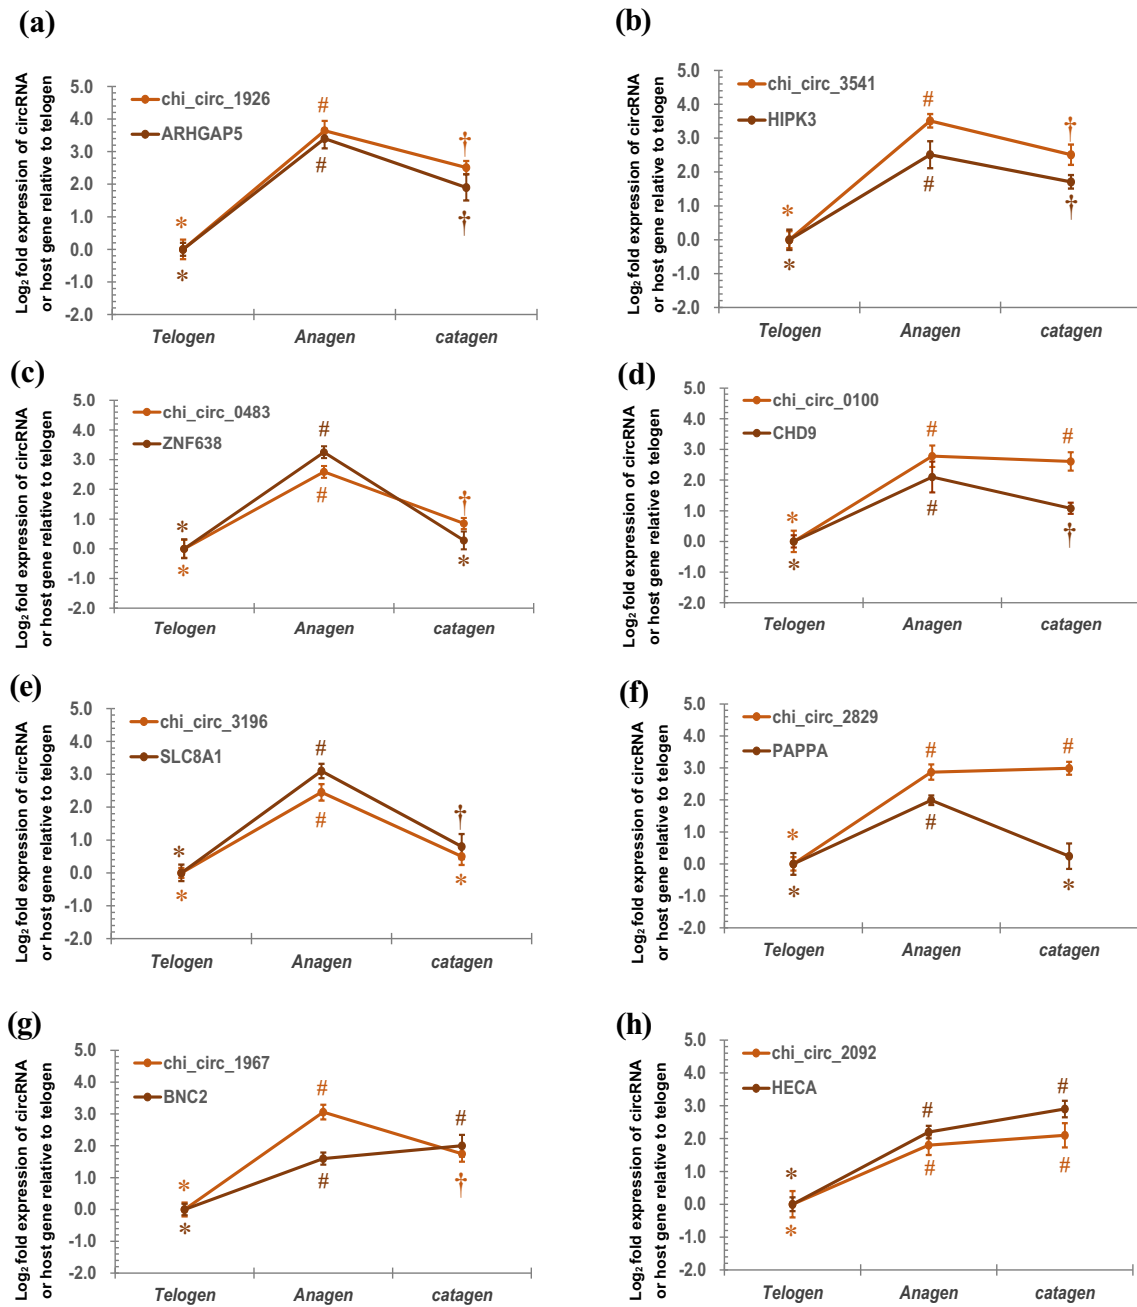 (a)
Log₂ fold expression of circRNA
or host gene relative to telogen
5.0
4.0
3.0
2.0
1.0
0.0
-1.0
-2.0
chi_circ_1926
ARHGAP5
*
*
#
#
†
†
Telogen
Anagen
catagen
(b)
Log₂ fold expression of circRNA
or host gene relative to telogen
5.0
4.0
3.0
2.0
1.0
0.0
-1.0
-2.0
chi_circ_3541
HIPK3
*
*
#
#
†
†
Telogen
Anagen
catagen
(c)
Log₂ fold expression of circRNA
or host gene relative to telogen
5.0
4.0
3.0
2.0
1.0
0.0
-1.0
-2.0
chi_circ_0483
ZNF638
*
*
#
#
†
*
Telogen
Anagen
catagen
(d)
Log₂ fold expression of circRNA
or host gene relative to telogen
5.0
4.0
3.0
2.0
1.0
0.0
-1.0
-2.0
chi_circ_0100
CHD9
*
*
#
#
#
†
Telogen
Anagen
catagen
(e)
Log₂ fold expression of circRNA
or host gene relative to telogen
5.0
4.0
3.0
2.0
1.0
0.0
-1.0
-2.0
chi_circ_3196
SLC8A1
*
*
#
#
†
*
Telogen
Anagen
catagen
(f)
Log₂ fold expression of circRNA
or host gene relative to telogen
5.0
4.0
3.0
2.0
1.0
0.0
-1.0
-2.0
chi_circ_2829
PAPPA
*
*
#
#
#
*
Telogen
Anagen
catagen
(g)
Log₂ fold expression of circRNA
or host gene relative to telogen
5.0
4.0
3.0
2.0
1.0
0.0
-1.0
-2.0
chi_circ_1967
BNC2
*
*
#
#
#
†
Telogen
Anagen
catagen
(h)
Log₂ fold expression of circRNA
or host gene relative to telogen
5.0
4.0
3.0
2.0
1.0
0.0
-1.0
-2.0
chi_circ_2092
HECA
*
*
#
#
#
#
Telogen
Anagen
catagen